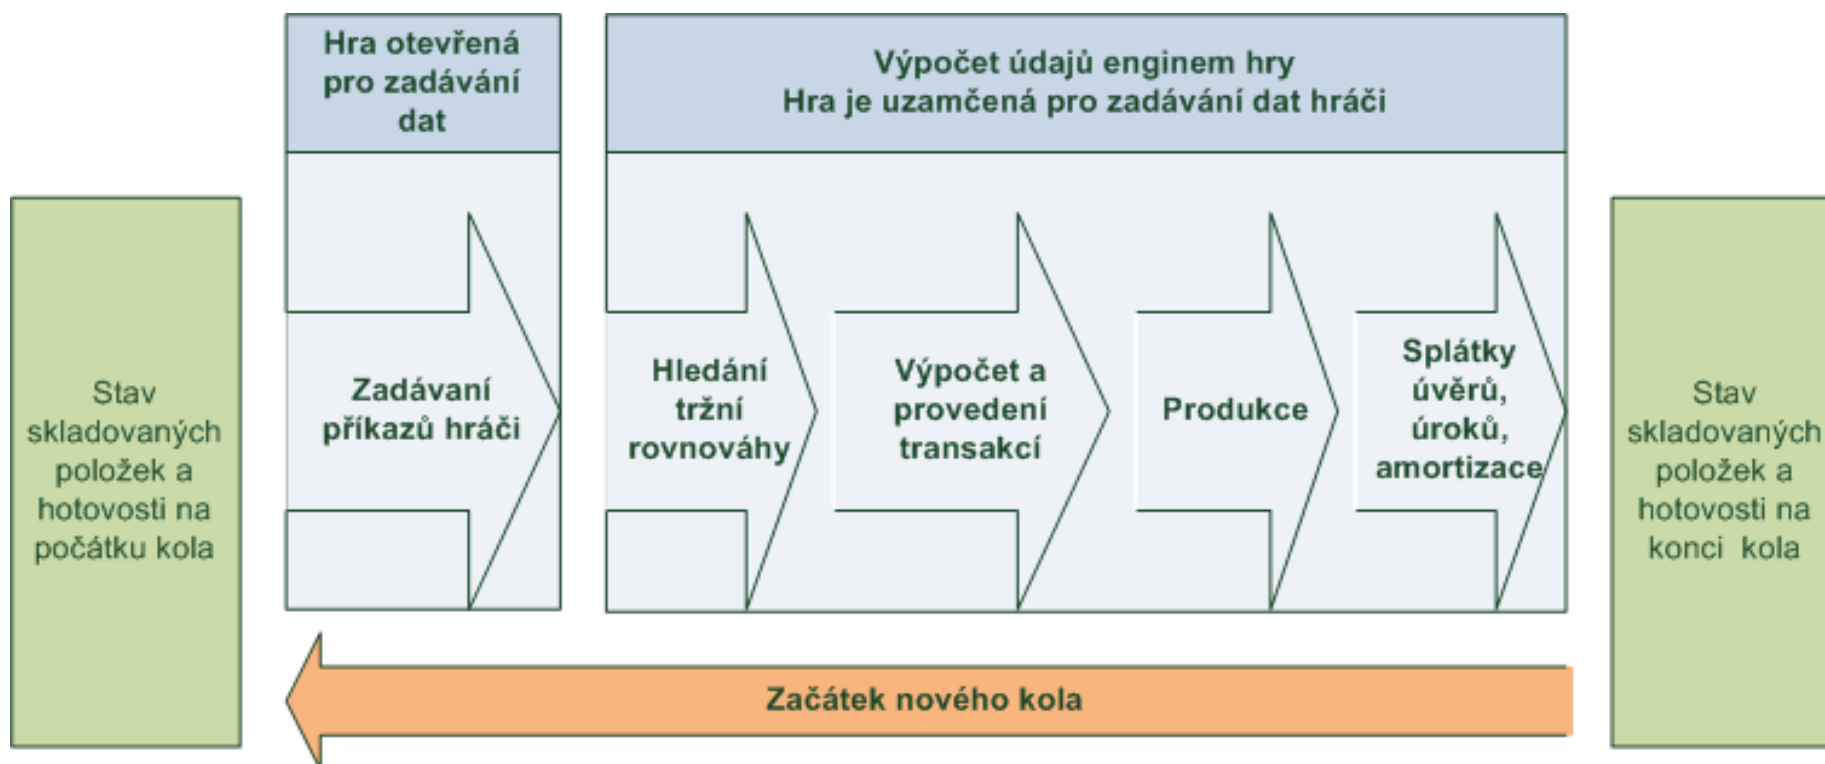 Hra otevřená
pro zadávání
dat
Výpočet údajů enginem hry
Hra je uzamčená pro zadávání dat hráči
Stav
skladovaných
položek a
hotovosti na
počátku kola
Zadávaní
příkazů hráči
Hledání
tržní
rovnováhy
Výpočet a
provedení
transakcí
Produkce
Splátky
úvěrů,
úroků,
amortizace
Stav
skladovaných
položek a
hotovosti na
konci  kola
Začátek nového kola